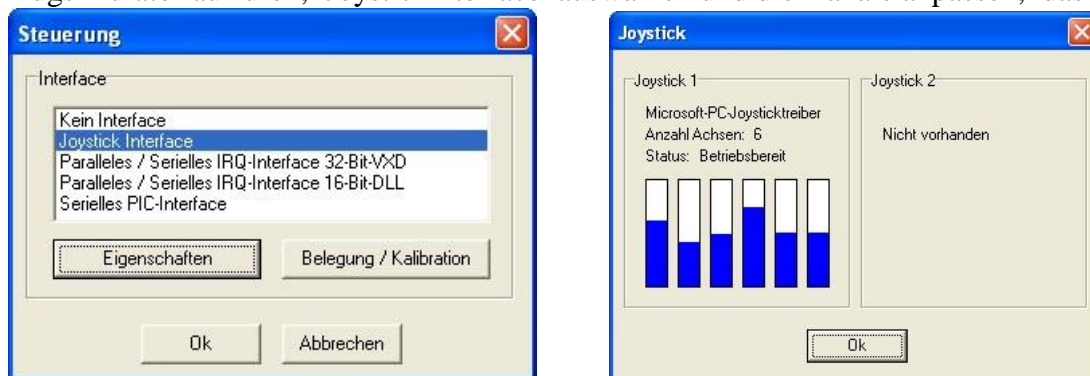 Steuerung
Interface
Kein Interface
Joystick Interface
Paralleles / Serielles IRQ-Interface 32-Bit-VXD
Paralleles / Serielles IRQ-Interface 16-Bit-DLL
Serielles PIC-Interface
Eigenschaften
Belegung / Kalibration
Ok
Abbrechen
Joystick
Joystick 1
Microsoft-PC-Joysticktreiber
Anzahl Achsen: 6
Status: Betriebsbereit
Joystick 2
Nicht vorhanden
Ok